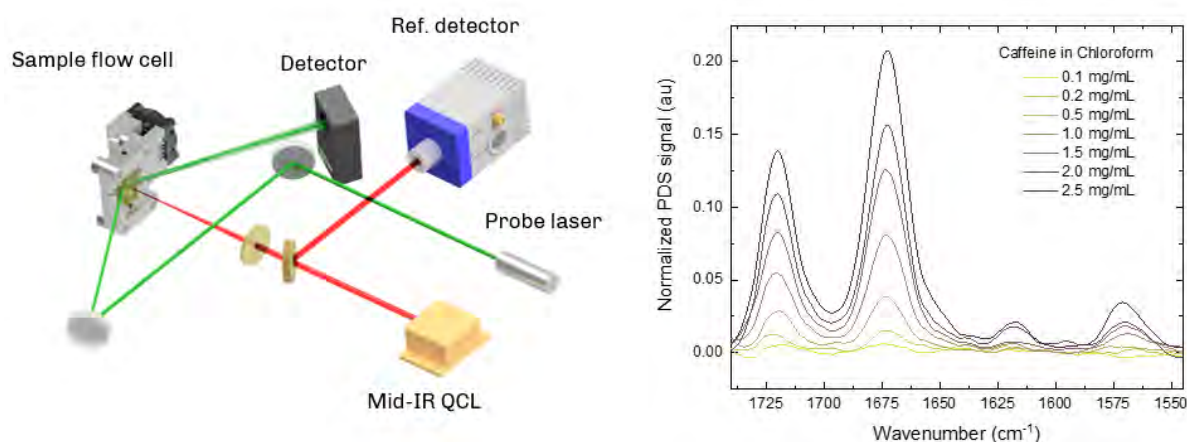 Ref. detector
Sample flow cell
Detector
Probe laser
Mid-IR QCL
Normalized PDS signal (au)
0.20
0.15
0.10
0.05
0.00
Caffeine in Chloroform
0.1 mg/mL
0.2 mg/mL
0.5 mg/mL
1.0 mg/mL
1.5 mg/mL
2.0 mg/mL
2.5 mg/mL
1725 1700 1675 1650 1625 1600 1575 1550
Wavenumber (cm⁻¹)